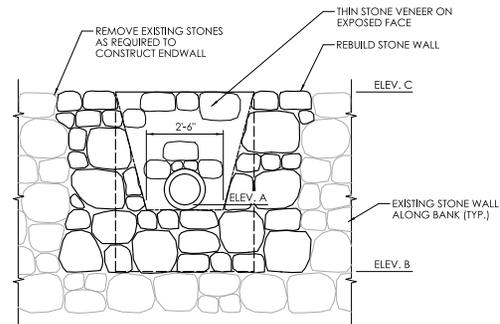 REMOVE EXISTING STONES
AS REQUIRED TO
CONSTRUCT ENDWALL
THIN STONE VENEER ON
EXPOSED FACE
REBUILD STONE WALL
ELEV. C
2'-6"
ELEV. A
EXISTING STONE WALL
ALONG BANK (TYP.)
ELEV. B